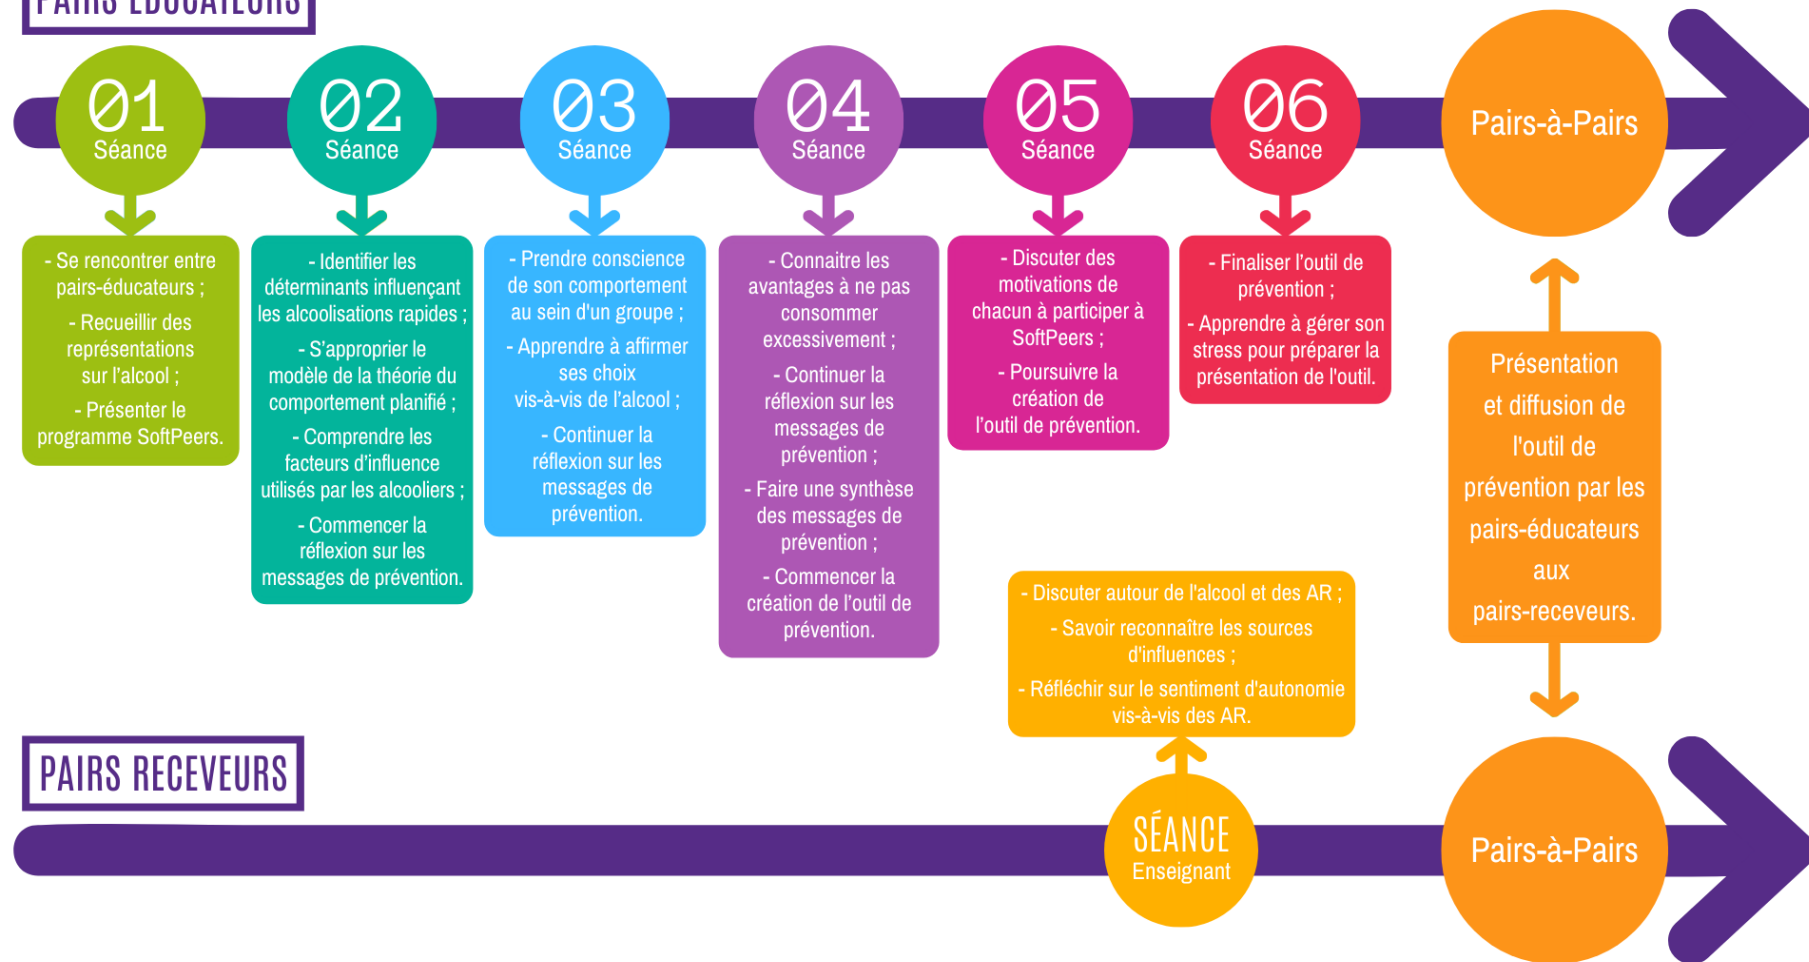 PAIRS ÉDUCATEURS
01
Séance
02
Séance
03
Séance
04
Séance
05
Séance
06
Séance
Pairs-à-Pairs
- Se rencontrer entre
pairs-éducateurs ;
- Recueillir des
représentations
sur l'alcool ;
- Présenter le
programme SoftPeers.
- Identifier les
déterminants influençant
les alcoolisations rapides ;
- S’approprier le
modèle de la théorie du
comportement planifié ;
- Comprendre les
facteurs d’influence
utilisés par les alcooliers ;
- Commencer la
réflexion sur les
messages de prévention.
- Prendre conscience
de son comportement
au sein d'un groupe ;
- Apprendre à affirmer
ses choix
vis-à-vis de l’alcool ;
- Continuer la
réflexion sur les
messages de
prévention.
- Connaitre les
avantages à ne pas
consommer
excessivement ;
- Continuer la
réflexion sur les
messages de
prévention ;
- Faire une synthèse
des messages de
prévention ;
- Commencer la
création de l’outil de
prévention.
- Discuter des
motivations de
chacun à participer à
SoftPeers ;
- Poursuivre la
création de
l’outil de prévention.
- Finaliser l’outil de
prévention ;
- Apprendre à gérer son
stress pour préparer la
présentation de l'outil.
Présentation
et diffusion de
l'outil de
prévention par les
pairs-éducateurs
aux
pairs-receveurs.
- Discuter autour de l'alcool et des AR ;
- Savoir reconnaître les sources
d'influences ;
- Réfléchir sur le sentiment d'autonomie
vis-à-vis des AR.
PAIRS RECEVEURS
SÉANCE
Enseignant
Pairs-à-Pairs